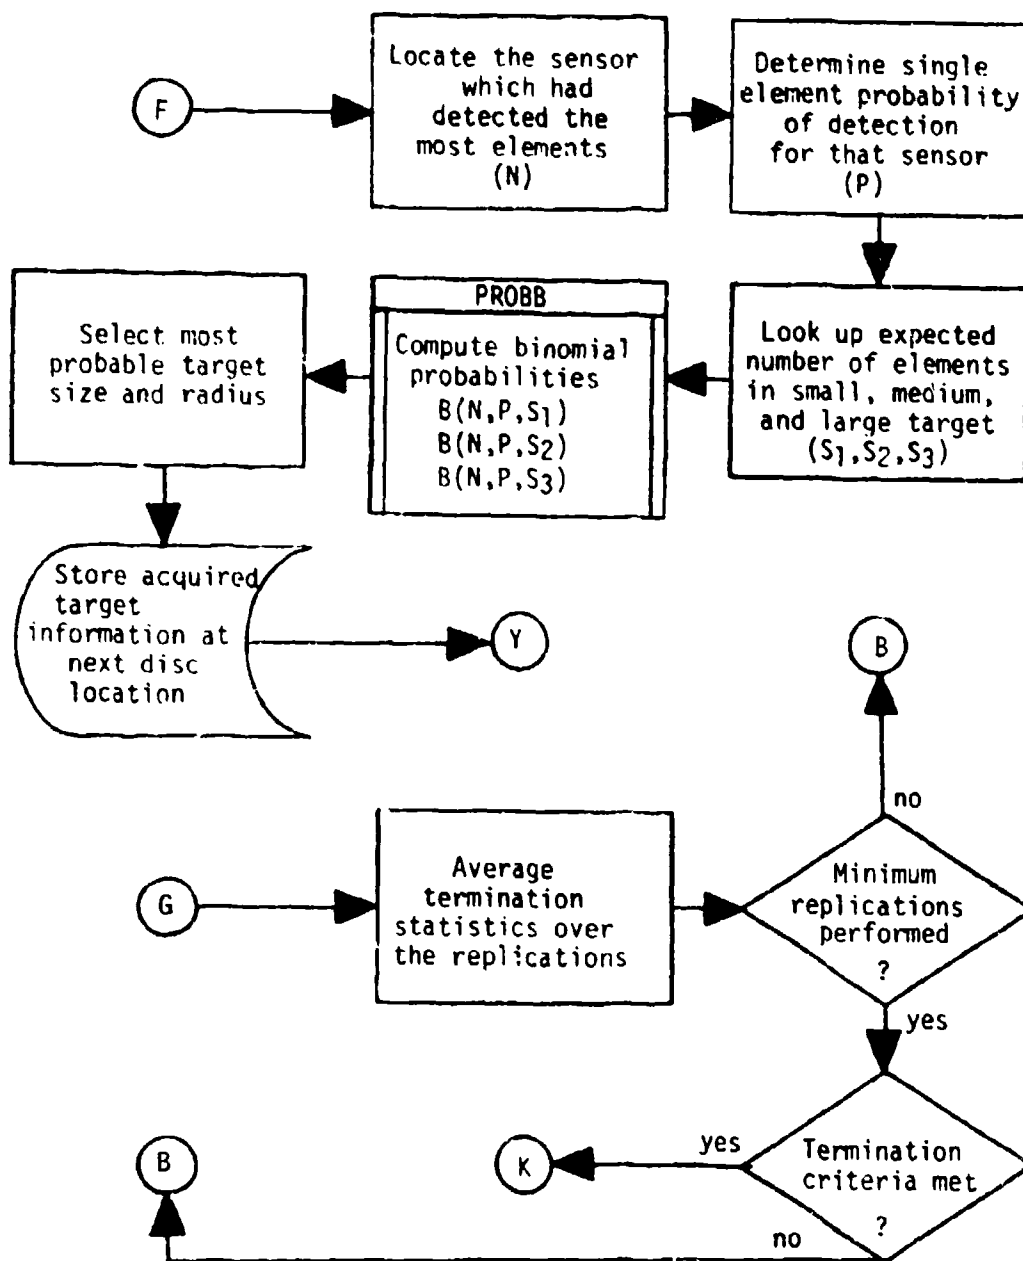 F
Locate the sensor
which had
detected the
most elements
(N)
Determine single
element probability
of detection
for that sensor
(P)
Look up expected
number of elements
in small, medium,
and large target
(S1,S2,S3)
PROBB
Compute binomial
probabilities
B(N,P,S1)
B(N,P,S2)
B(N,P,S3)
Select most
probable target
size and radius
Store acquired
target
information at
next disc
location
Y
B
no
G
Average
termination
statistics over
the replications
Minimum
replications
performed
?
yes
B
K
yes
Termination
criteria met
?
no